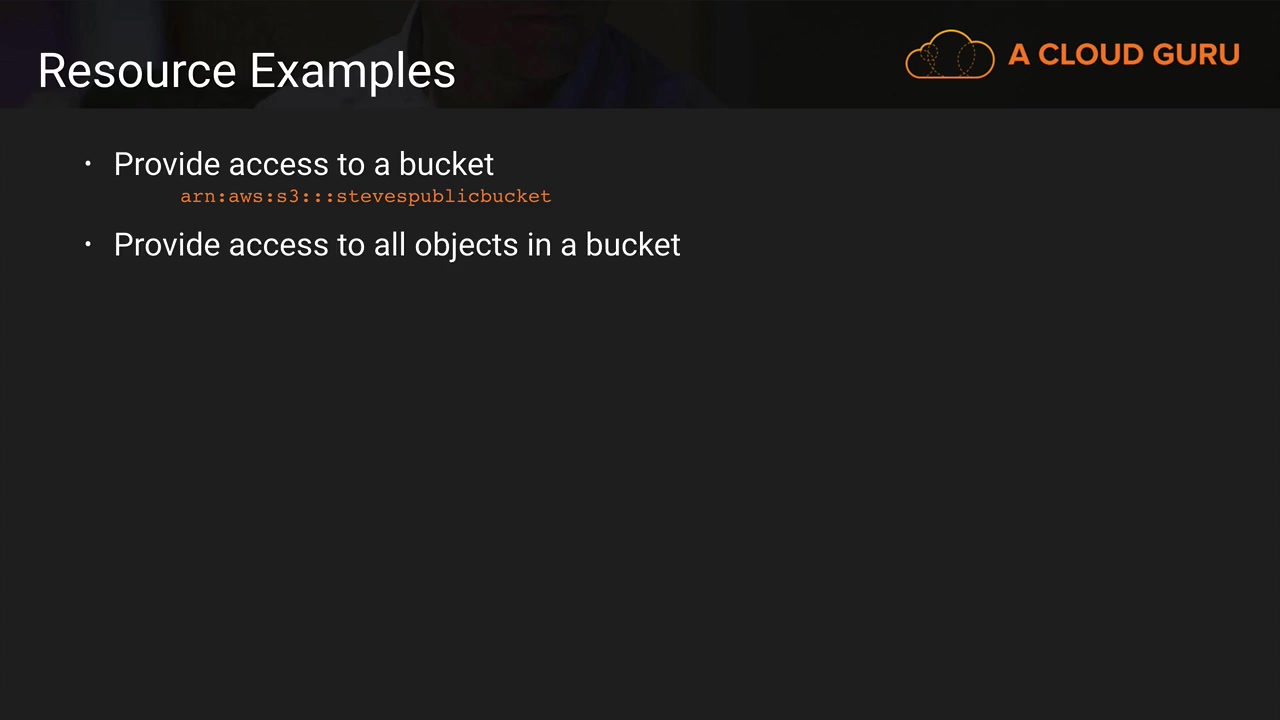 Resource Examples
A CLOUD GURU
• Provide access to a bucket
arn:aws:s3:::stevespublicbucket
• Provide access to all objects in a bucket